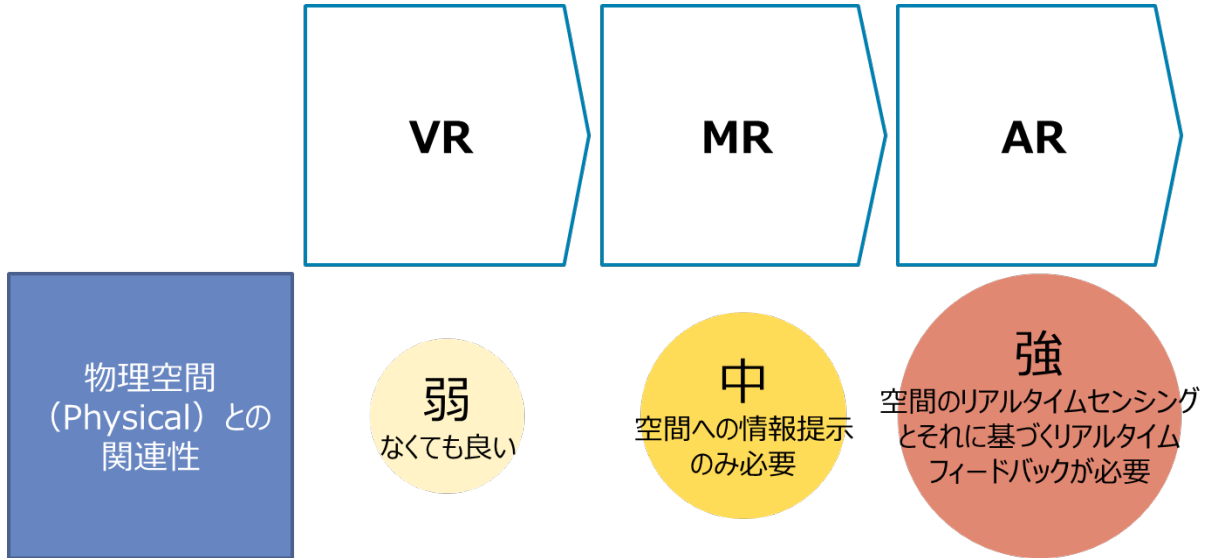 VR
MR
AR
物理空間
（Physical）との
関連性
弱
なくても良い
中
空間への情報提示
のみ必要
強
空間のリアルタイムセンシング
とそれに基づくリアルタイム
フィードバックが必要